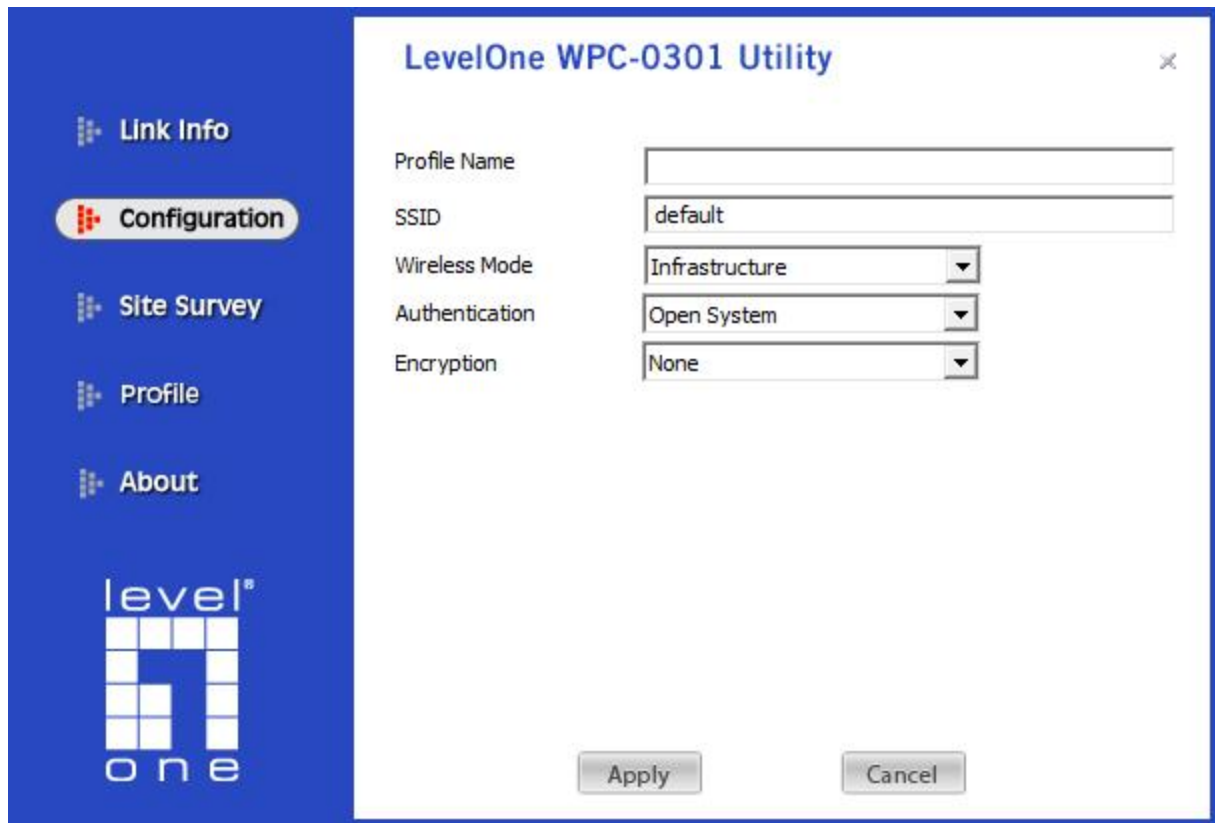 LevelOne WPC-0301 Utility
Link Info
Configuration
Site Survey
Profile
About
level®
one
Profile Name
SSID default
Wireless Mode Infrastructure
Authentication Open System
Encryption None
Apply Cancel